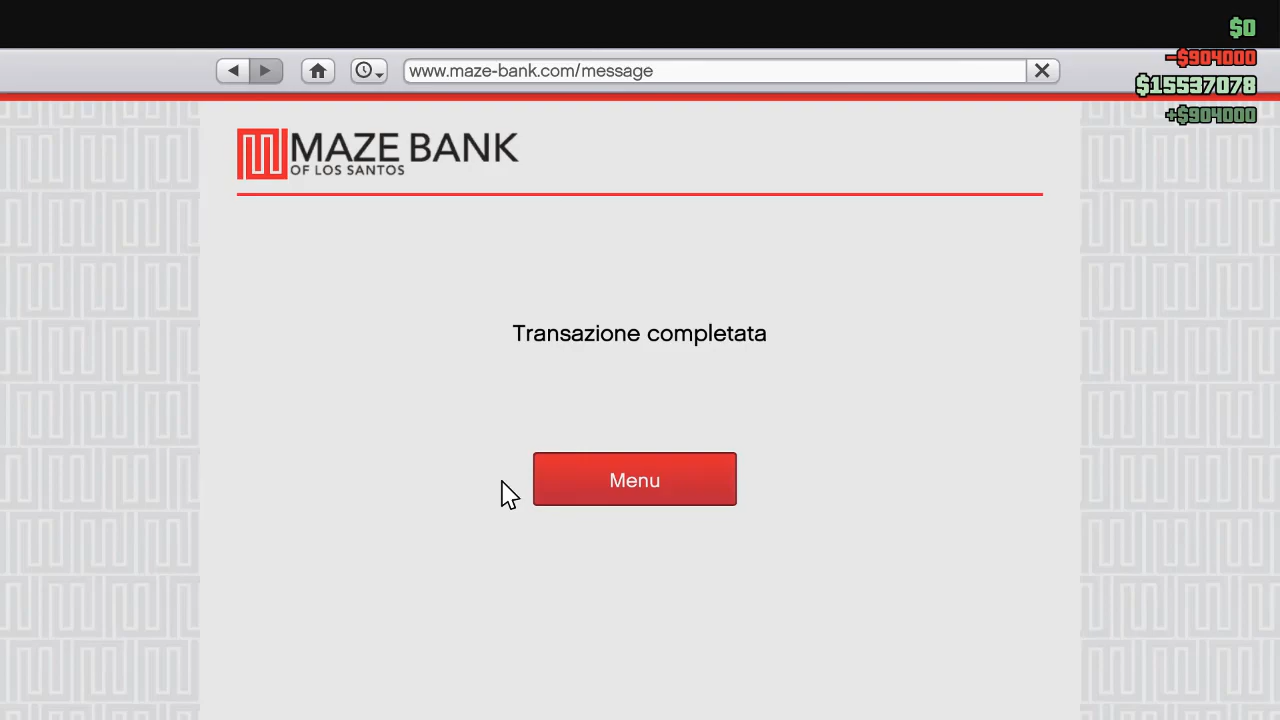 $0
-$904000
www.maze-bank.com/message
$15537078
+$904000
MAZE BANK
OF LOS SANTOS
Transazione completata
Menu